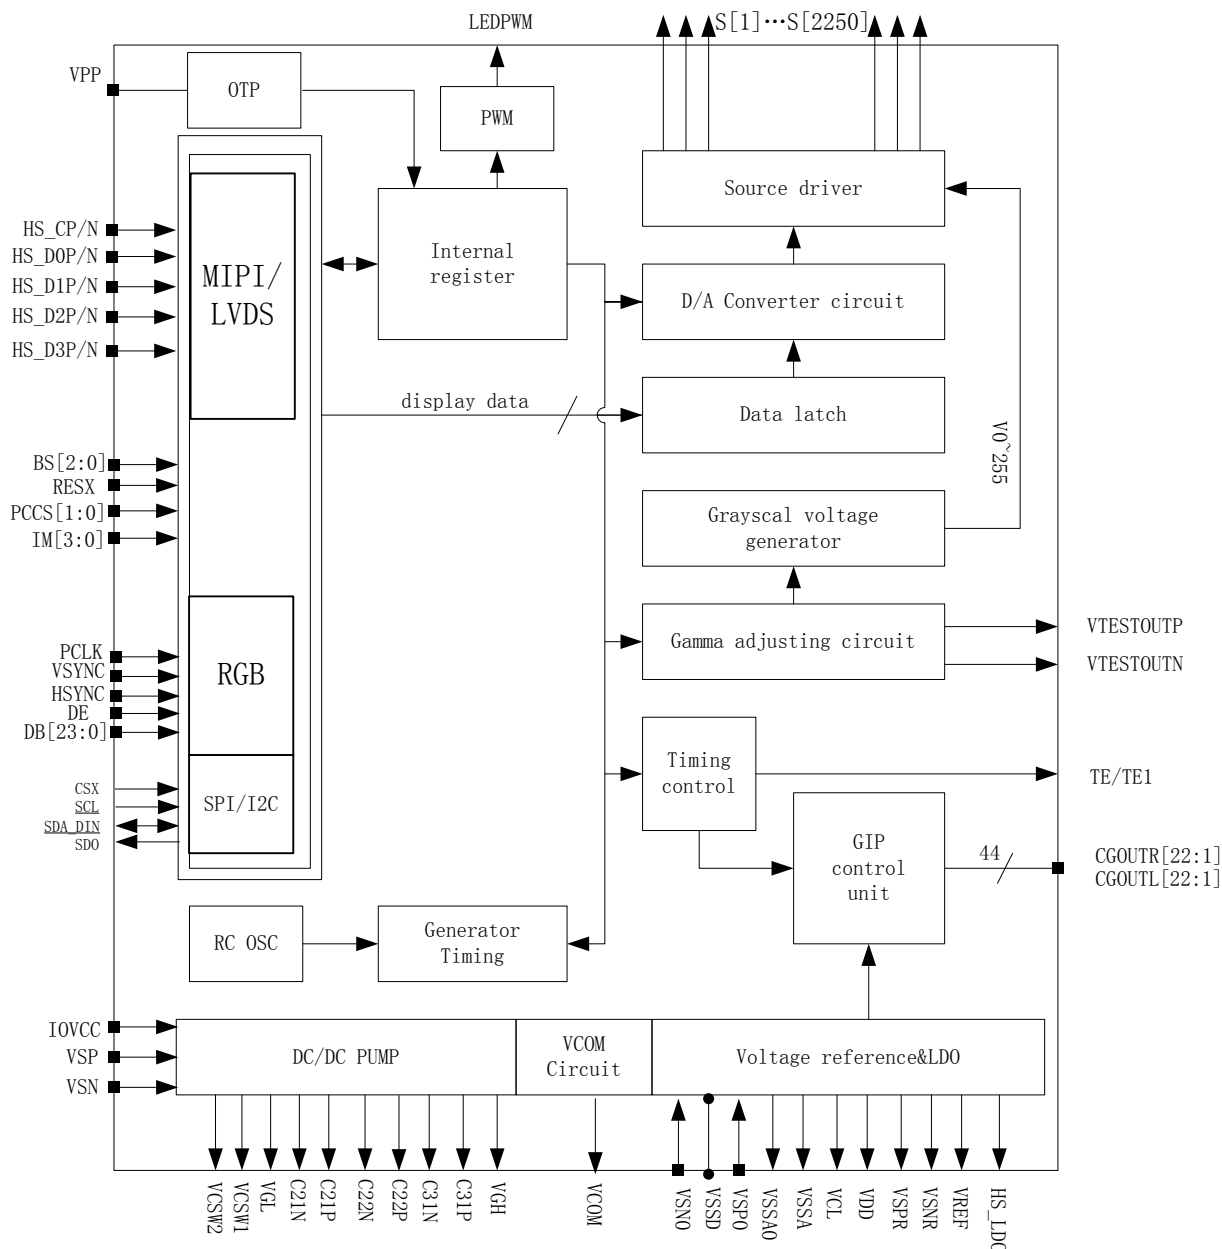 LEDPWM
S[1]···S[2250]
VPP
OTP
PWM
Source driver
HS_CP/N
HS_D0P/N
HS_D1P/N
HS_D2P/N
HS_D3P/N
MIPI/
LVDS
Internal
register
D/A Converter circuit
display data
Data latch
V0~255
BS[2:0]
RESX
PCCS[1:0]
IM[3:0]
Grayscal voltage
generator
Gamma adjusting circuit
VTESTOUTP
VTESTOUTN
PCLK
VSYNC
HSYNC
DE
DB[23:0]
RGB
Timing
control
TE/TE1
CSX
SCL
SDA_DIN
SDO
SPI/I2C
GIP
control
unit
44
CGOUTR[22:1]
CGOUTL[22:1]
RC OSC
Generator
Timing
IOVCC
VSP
VSN
DC/DC PUMP
VCOM
Circuit
Voltage reference&LDO
VCSW2
VCSW1
VGL
C21N
C21P
C22N
C22P
C31N
C31P
VGH
VCOM
VSNO
VSSD
VSPO
VSSAO
VSSA
VCL
VDD
VSPR
VSNR
VREF
HS_LDO